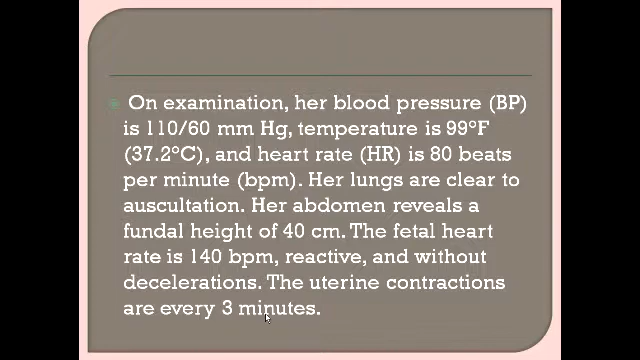 On examination, her blood pressure (BP)
is 110/60 mm Hg, temperature is 99°F
(37.2°C), and heart rate (HR) is 80 beats
per minute (bpm). Her lungs are clear to
auscultation. Her abdomen reveals a
fundal height of 40 cm. The fetal heart
rate is 140 bpm, reactive, and without
decelerations. The uterine contractions
are every 3 minutes.